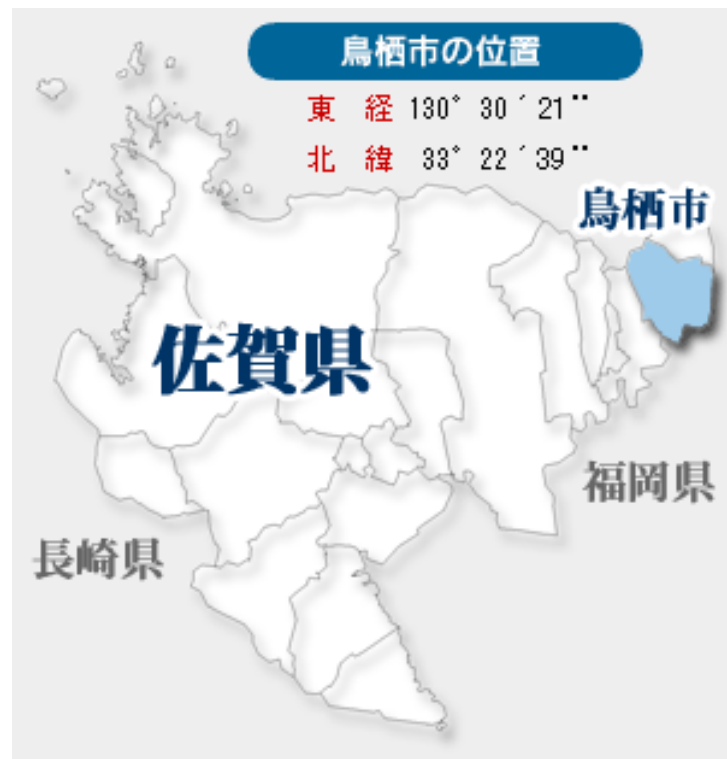 鳥栖市の位置
東 経 130° 30´21¨
北 緯 33° 22´39¨
鳥栖市
佐賀県
福岡県
長崎県